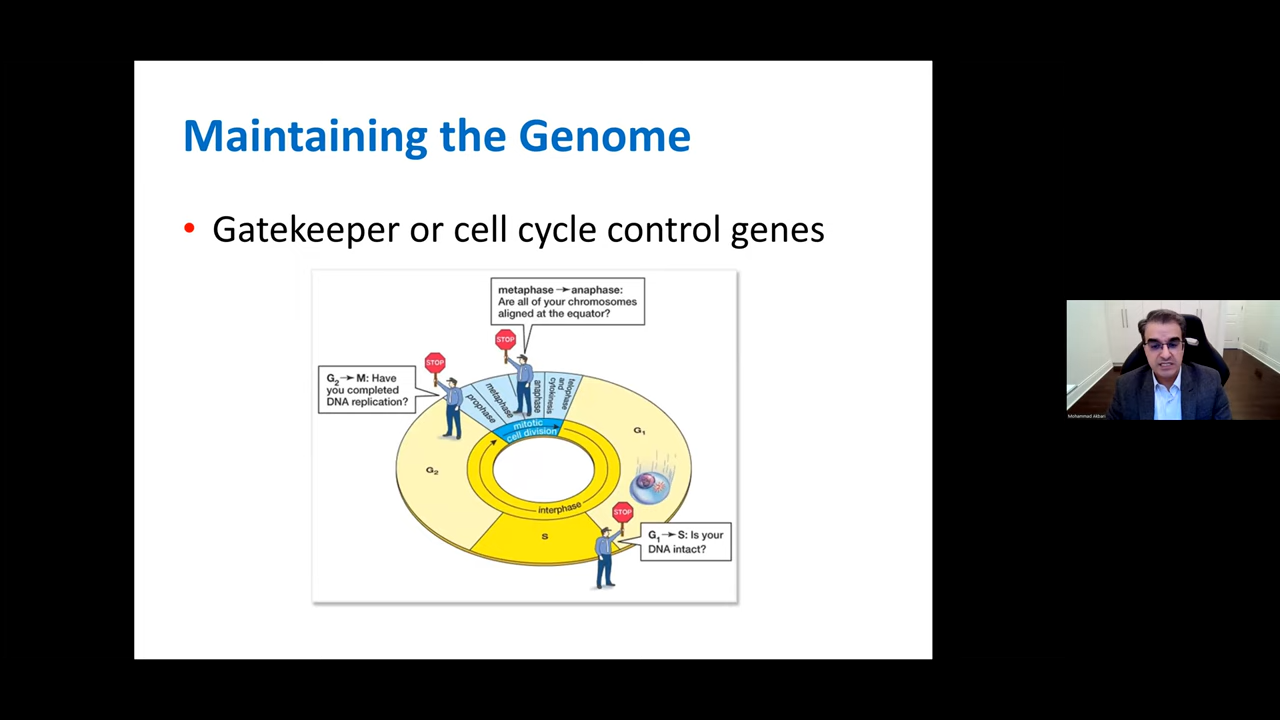 Maintaining the Genome
• Gatekeeper or cell cycle control genes
metaphase → anaphase:
Are all of your chromosomes
aligned at the equator?
STOP
STOP
G₂ → M: Have
you completed
DNA replication?
prophase
metaphase
anaphase
telophase
and
cytokinesis
mitotic
cell division
G₁
G₂
interphase
S
STOP
G₁ → S: Is your
DNA intact?
Mohammad Akbari